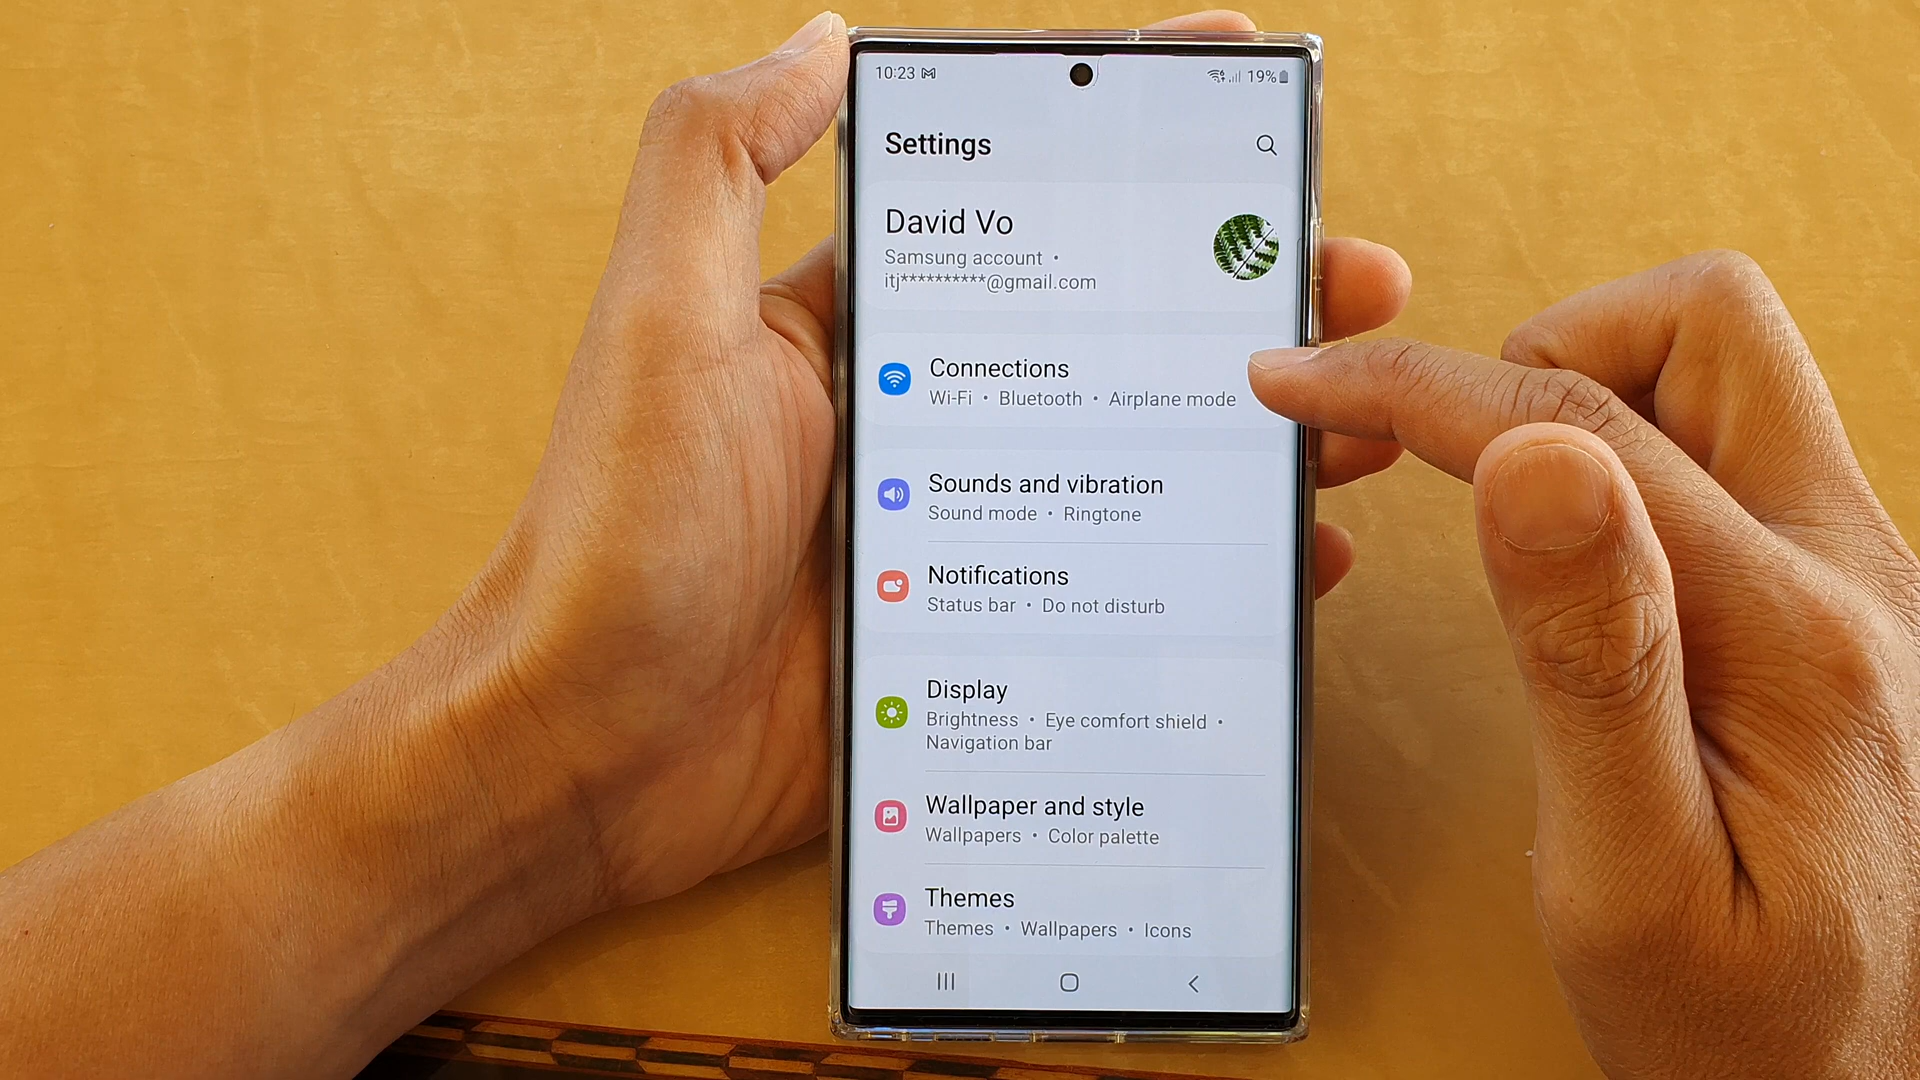 10:23
19%
Settings
David Vo
Samsung account •
itj**********@gmail.com
Connections
Wi-Fi • Bluetooth • Airplane mode
Sounds and vibration
Sound mode • Ringtone
Notifications
Status bar • Do not disturb
Display
Brightness • Eye comfort shield •
Navigation bar
Wallpaper and style
Wallpapers • Color palette
Themes
Themes • Wallpapers • Icons